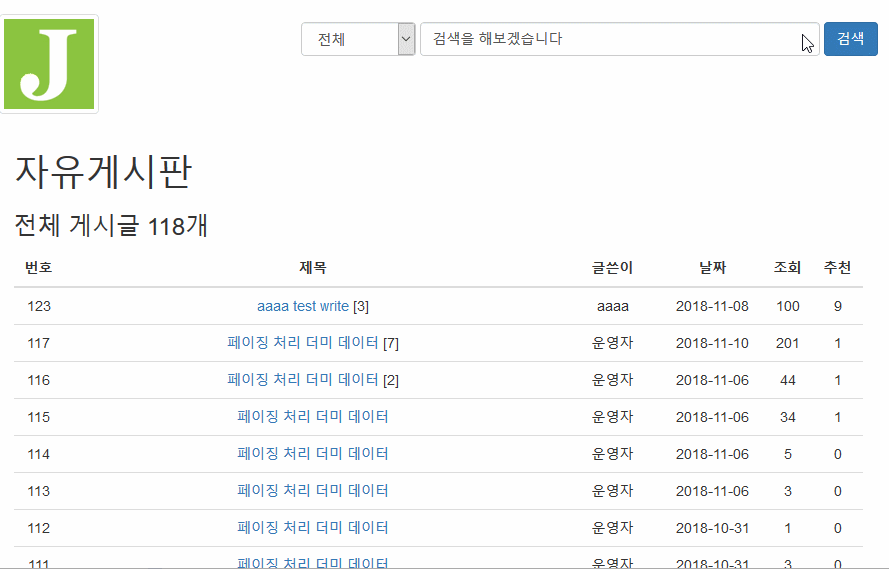 J
전체 검색을 해보겠습니다 검색
자유게시판
전체 게시글 118개
번호 제목 글쓴이 날짜 조회 추천
123 aaaa test write [3] aaaa 2018-11-08 100 9
117 페이징 처리 더미 데이터 [7] 운영자 2018-11-10 201 1
116 페이징 처리 더미 데이터 [2] 운영자 2018-11-06 44 1
115 페이징 처리 더미 데이터 운영자 2018-11-06 34 1
114 페이징 처리 더미 데이터 운영자 2018-11-06 5 0
113 페이징 처리 더미 데이터 운영자 2018-11-06 3 0
112 페이징 처리 더미 데이터 운영자 2018-10-31 1 0
111 페이징 처리 더미 데이터 운영자 2018-10-31 3 0